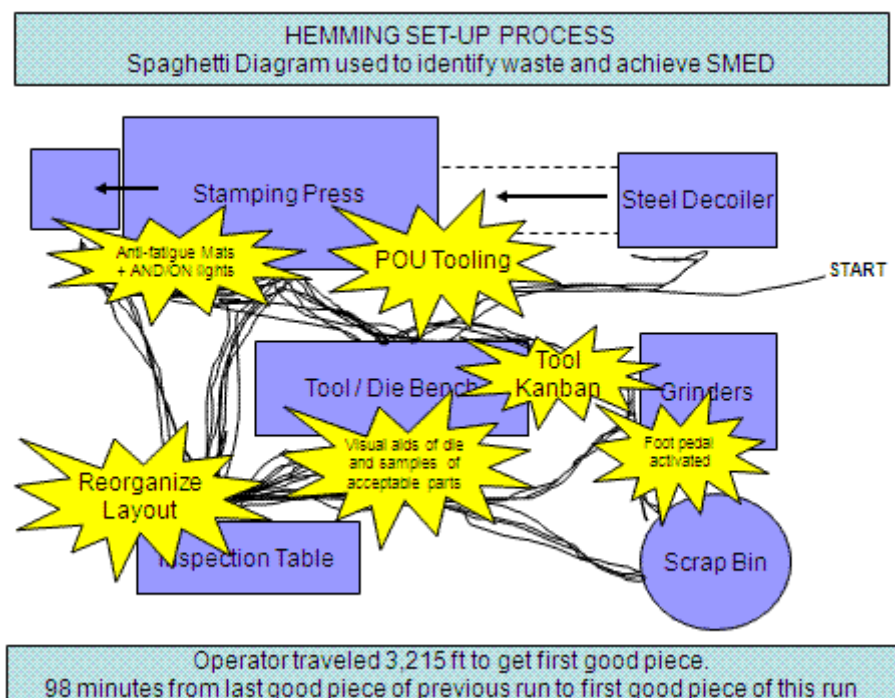 HEMMING SET-UP PROCESS
Spaghetti Diagram used to identify waste and achieve SMED
Stamping Press
Steel Decoiler
Anti-fatigue Mats
+ AND/ON lights
POU Tooling
START
Tool / Die Bench
Tool
Kanban
Grinders
Visual aids of die
and samples of
acceptable parts
Foot pedal
activated
Reorganize
Layout
Inspection Table
Scrap Bin
Operator traveled 3,215 ft to get first good piece.
98 minutes from last good piece of previous run to first good piece of this run